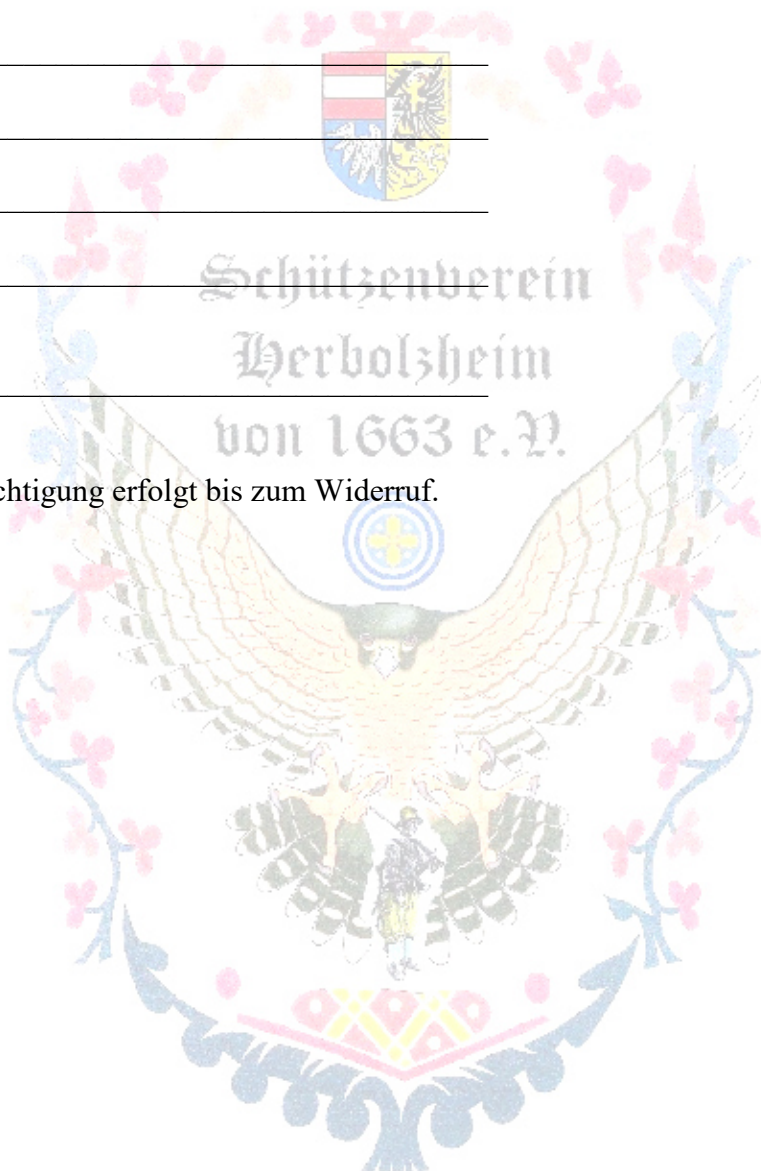 Schützenverein
Herbolzheim
von 1663 e.V.
chtigung erfolgt bis zum Widerruf.